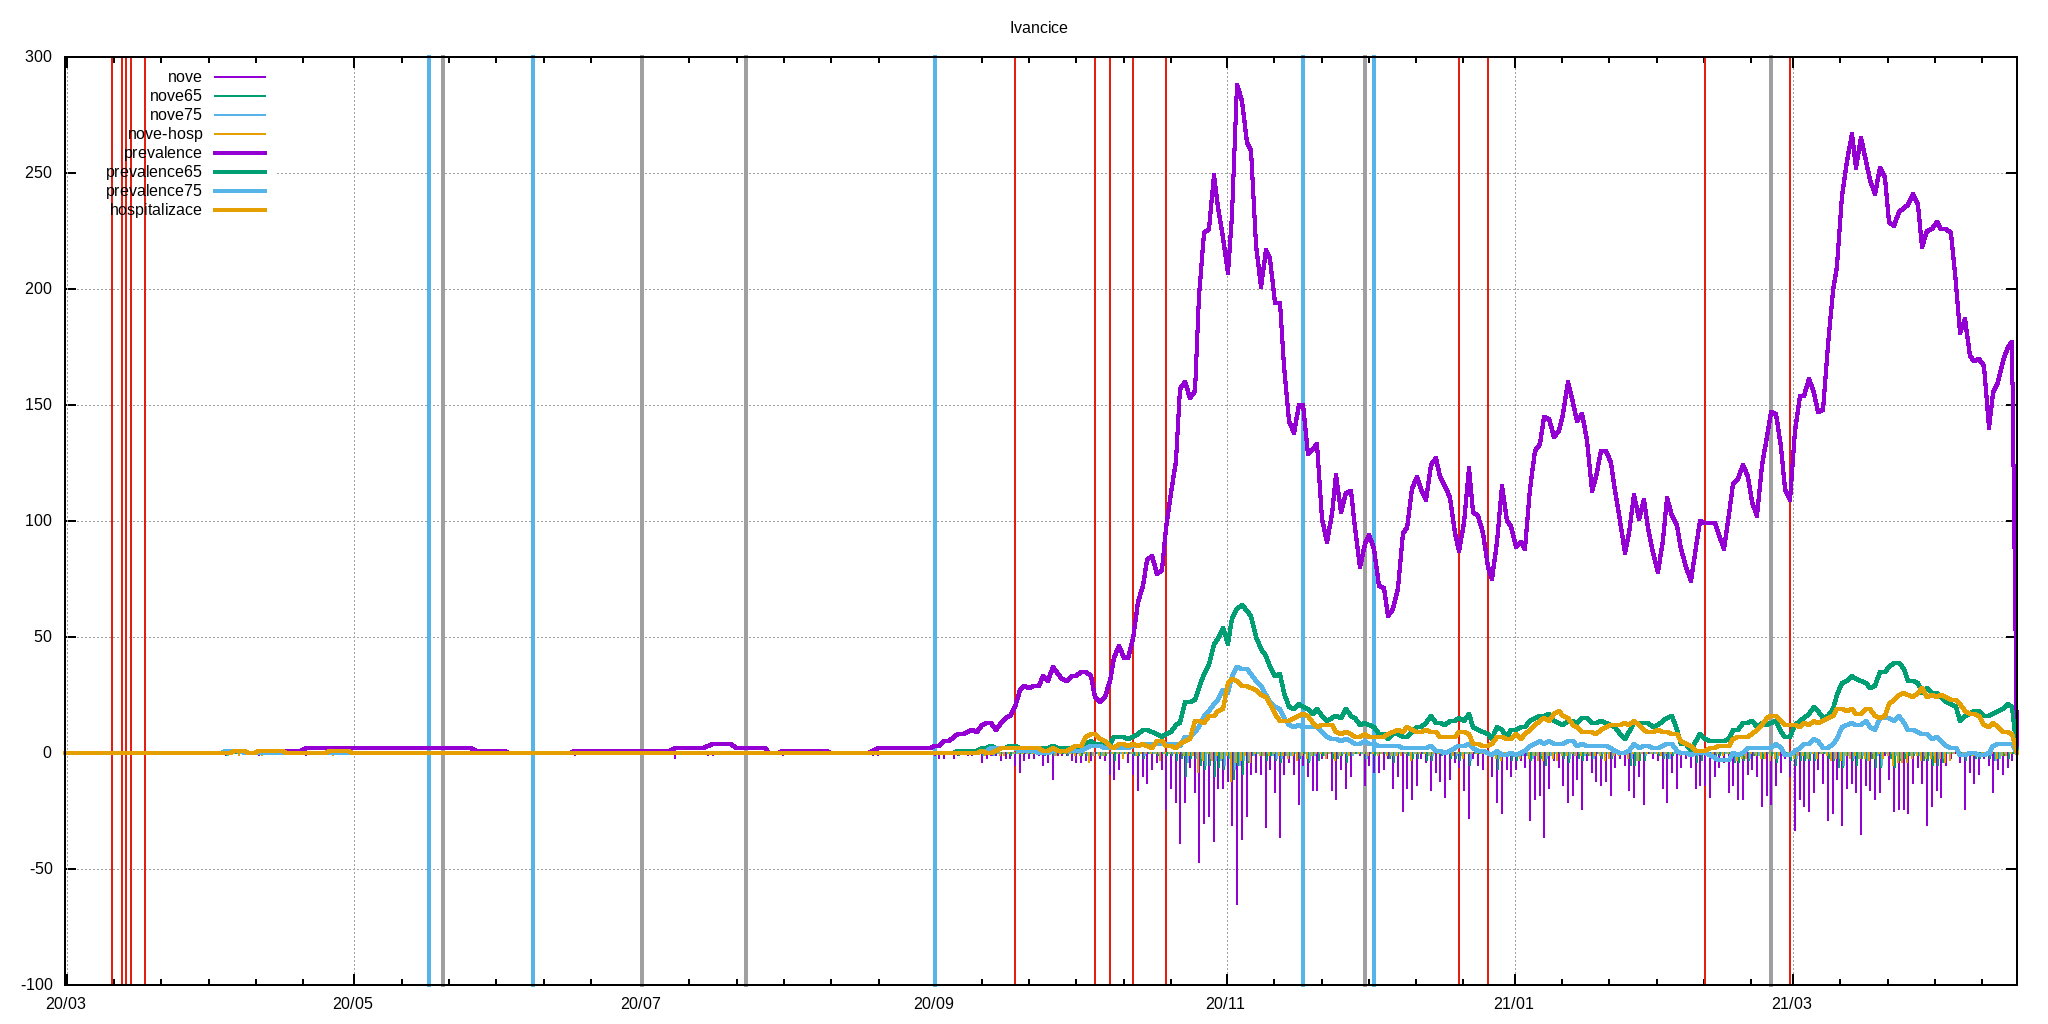 Ivancice
300
250
200
150
100
50
0
-50
-100
nove
nove65
nove75
nove-hosp
prevalence
prevalence65
prevalence75
hospitalizace
20/03 20/05 20/07 20/09 20/11 21/01 21/03